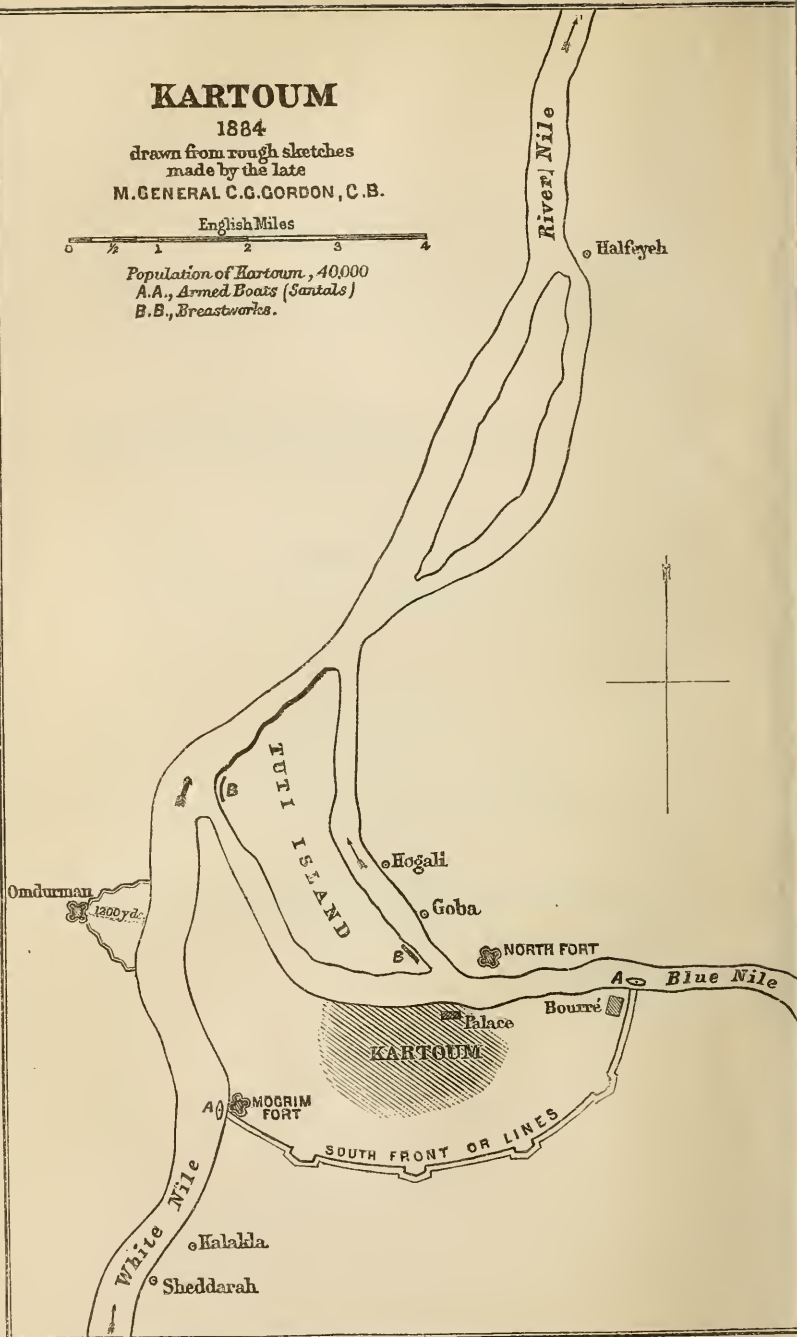 KARTOUM
1884
drawn from rough sketches
made by the late
M.GENERAL C.G.GORDON, C.B.
English Miles
0 ½ 1 2 3 4
Population of Kartoum, 40,000
A.A., Armed Boats (Santals)
B.B., Breastworks.
River Nile
Halfeyeh
TUTI ISLAND
B
Hogali
Omdurman
1200 yds.
Goba
B
NORTH FORT
A
Blue Nile
Bourré
Palace
KARTOUM
A
MOGRIM
FORT
SOUTH FRONT OR LINES
White Nile
Kalakla
Sheddarah